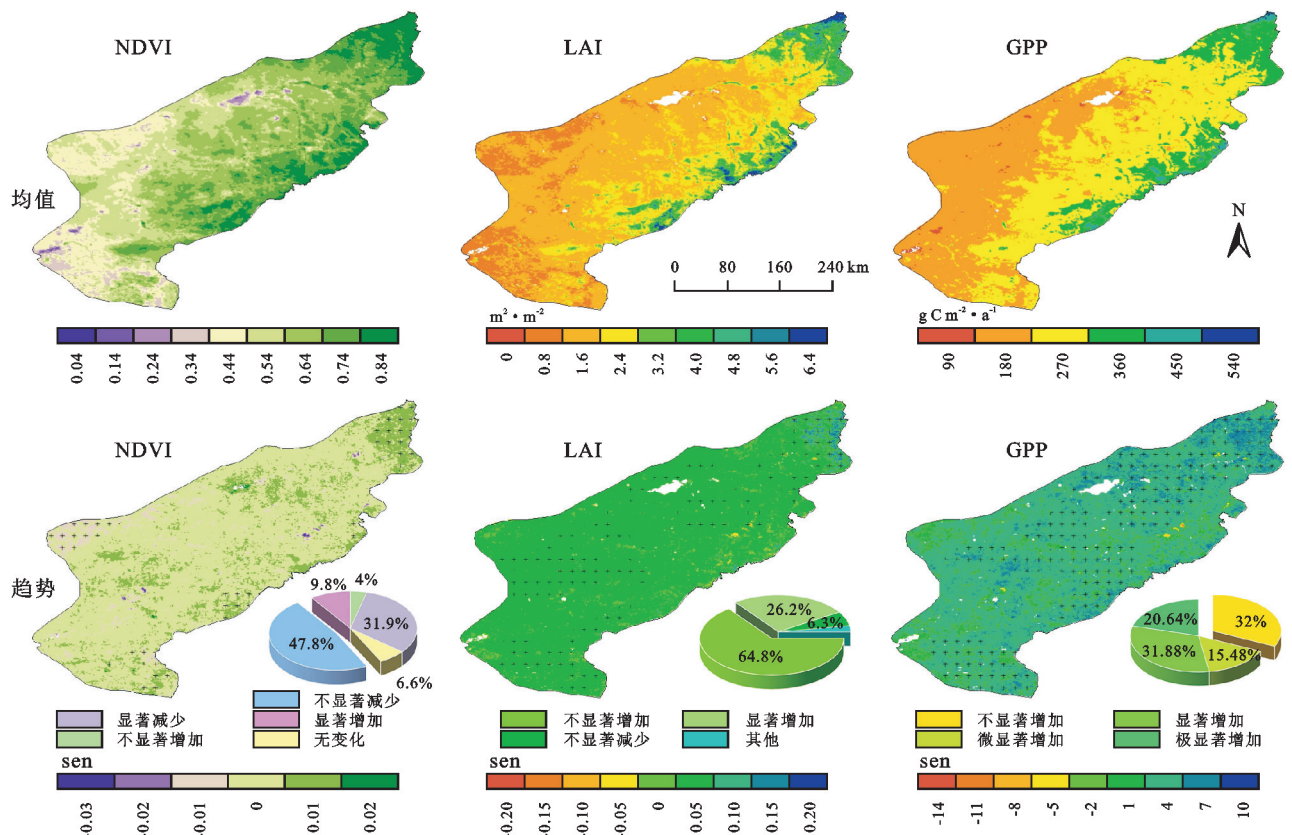 NDVI
LAI
GPP
均值
N
0 80 160 240 km
m²·m⁻²
g C m⁻²·a⁻¹
0.04 0.14 0.24 0.34 0.44 0.54 0.64 0.74 0.84
0 0.8 1.6 2.4 3.2 4.0 4.8 5.6 6.4
90 180 270 360 450 540
NDVI
LAI
GPP
趋势
9.8% 4% 31.9% 47.8% 6.6%
26.2% 6.3% 64.8%
20.64% 32% 31.88% 15.48%
不显著减少
显著减少 显著增加
不显著增加 无变化
不显著增加 显著增加
不显著减少 其他
不显著增加 显著增加
微显著增加 极显著增加
sen
sen
sen
-0.03 -0.02 -0.01 0 0.01 0.02
-0.20 -0.15 -0.10 -0.05 0 0.05 0.10 0.15 0.20
-14 -11 -8 -5 -2 1 4 7 10